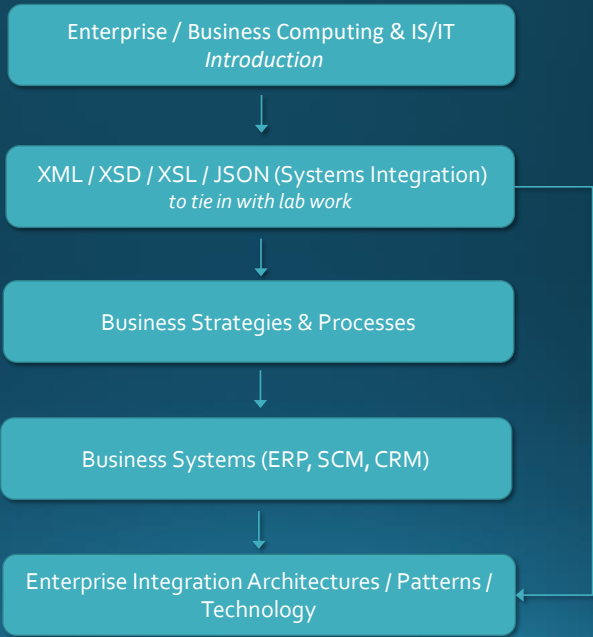 Enterprise / Business Computing & IS/IT
Introduction
XML / XSD / XSL / JSON (Systems Integration)
to tie in with lab work
Business Strategies & Processes
Business Systems (ERP, SCM, CRM)
Enterprise Integration Architectures / Patterns /
Technology